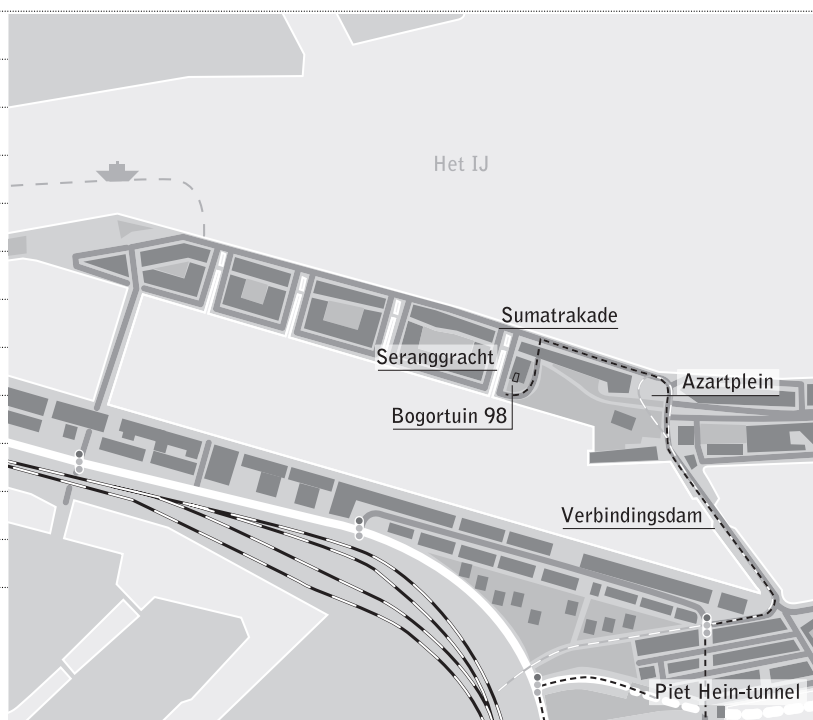 Het IJ
Sumatrakade
Seranggracht
Azartplein
Bogortuin 98
Verbindingsdam
Piet Hein-tunnel